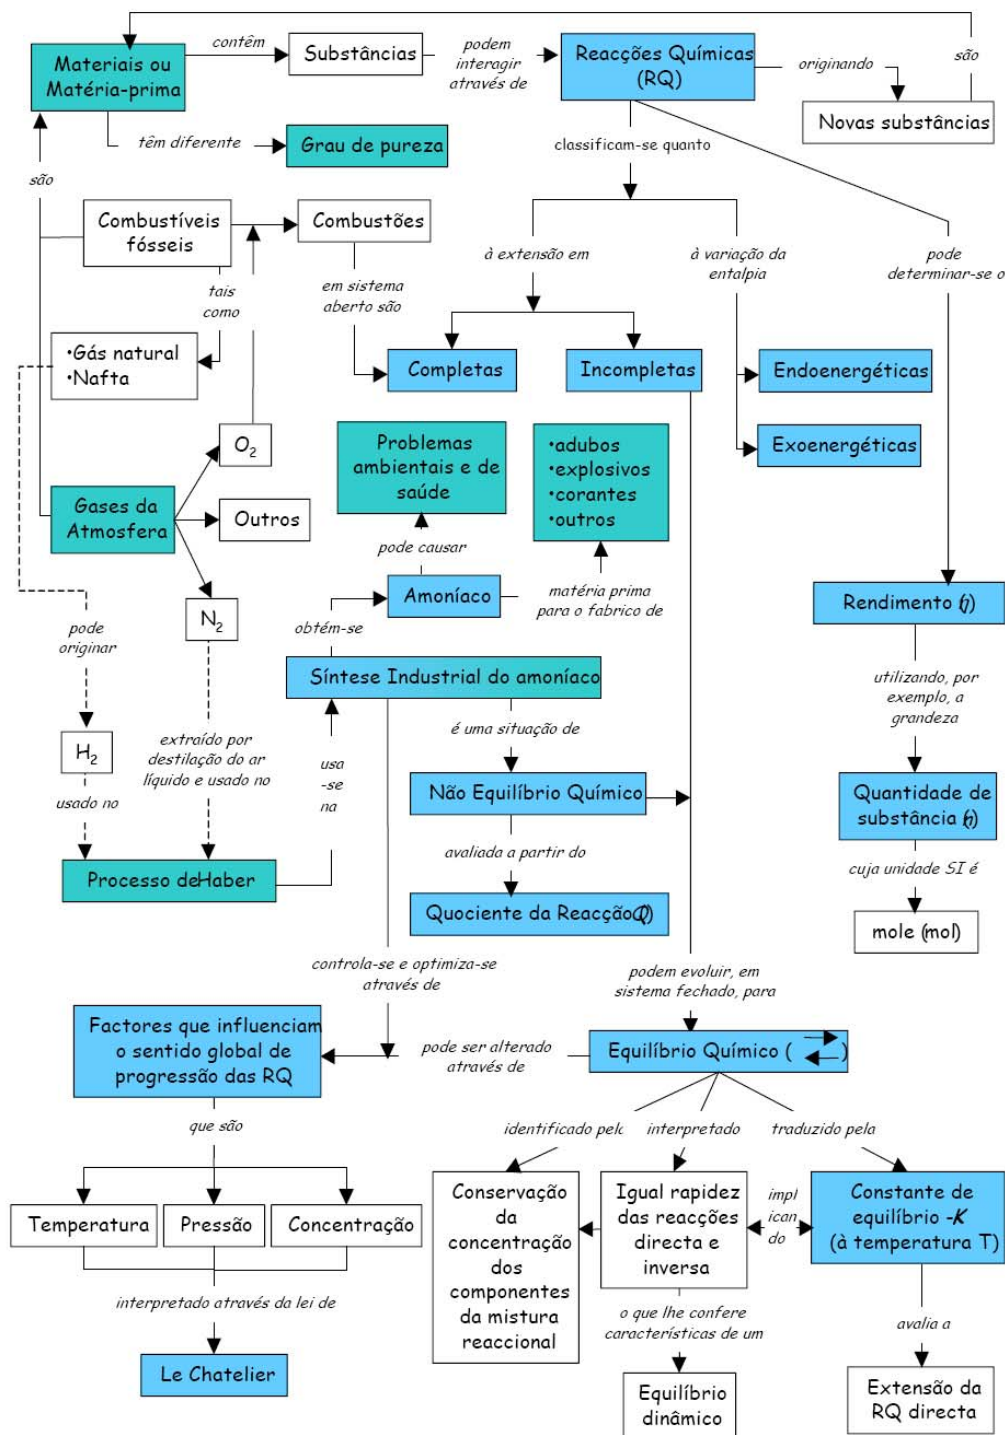 Materiais ou
Matéria-prima
contêm
Substâncias
podem
interagir
através de
Reacções Químicas
(RQ)
originando
são
Novas substâncias
têm diferente
Grau de pureza
classificam-se quanto
são
Combustíveis
fósseis
Combustões
à extensão em
à variação da
entalpia
pode
determinar-se o
tais
como
em sistema
aberto são
•Gás natural
•Nafta
Completas
Incompletas
Endoenergéticas
Exoenergéticas
O2
Problemas
ambientais e de
saúde
•adubos
•explosivos
•corantes
•outros
Gases da
Atmosfera
Outros
pode causar
N2
Amoníaco
matéria prima
para o fabrico de
Rendimento (η)
pode
originar
obtém-se
Síntese Industrial do amoníaco
utilizando, por
exemplo, a
grandeza
H2
extraído por
destilação do ar
líquido e usado no
usa
-se
na
é uma situação de
Não Equilíbrio Químico
Quantidade de
substância (n)
usado no
avaliada a partir do
cuja unidade SI é
Processo deHaber
Quociente da Reacção(Q)
mole (mol)
controla-se e optimiza-se
através de
podem evoluir, em
sistema fechado, para
Factores que influenciam
o sentido global de
progressão das RQ
pode ser alterado
através de
Equilíbrio Químico ( )
que são
identificado pelo
interpretado
traduzido pela
Temperatura
Pressão
Concentração
Conservação
da
concentração
dos
componentes
da mistura
reaccional
Igual rapidez
das reacções
directa e
inversa
impl
ican
do
Constante de
equilíbrio -K
(à temperatura T)
interpretado através da lei de
o que lhe confere
características de um
avalia a
Le Chatelier
Equilíbrio
dinâmico
Extensão da
RQ directa